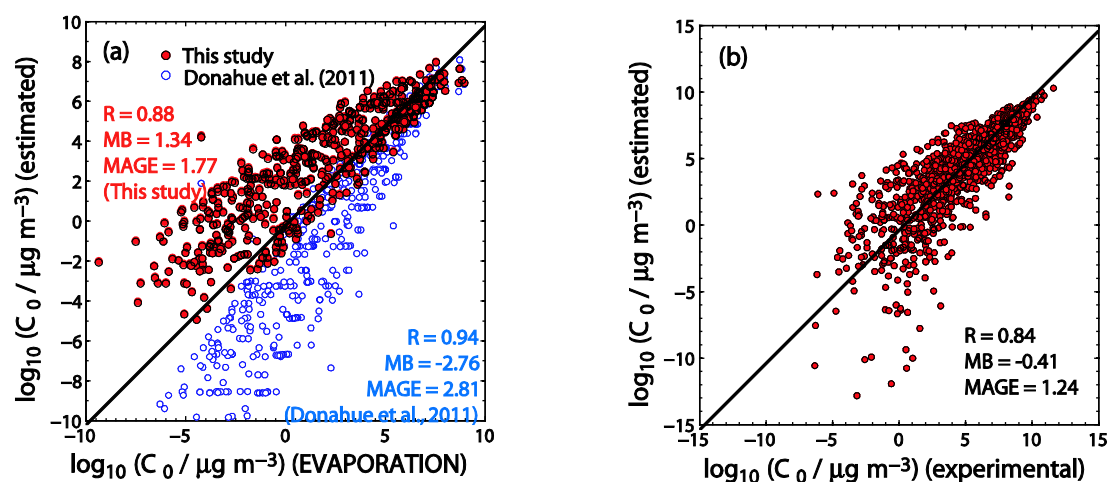 (a)
This study
Donahue et al. (2011)
R = 0.88
MB = 1.34
MAGE = 1.77
(This study)
R = 0.94
MB = -2.76
MAGE = 2.81
(Donahue et al., 2011)
10
8
6
4
2
0
−2
−4
−6
−8
−10
−10 −5 0 5 10
log10 (C 0 / μg m−3) (estimated)
log10 (C 0 / μg m−3) (EVAPORATION)
(b)
R = 0.84
MB = -0.41
MAGE = 1.24
15
10
5
0
−5
−10
−15
−15 −10 −5 0 5 10 15
log10 (C 0 / μg m−3) (estimated)
log10 (C 0 / μg m−3) (experimental)